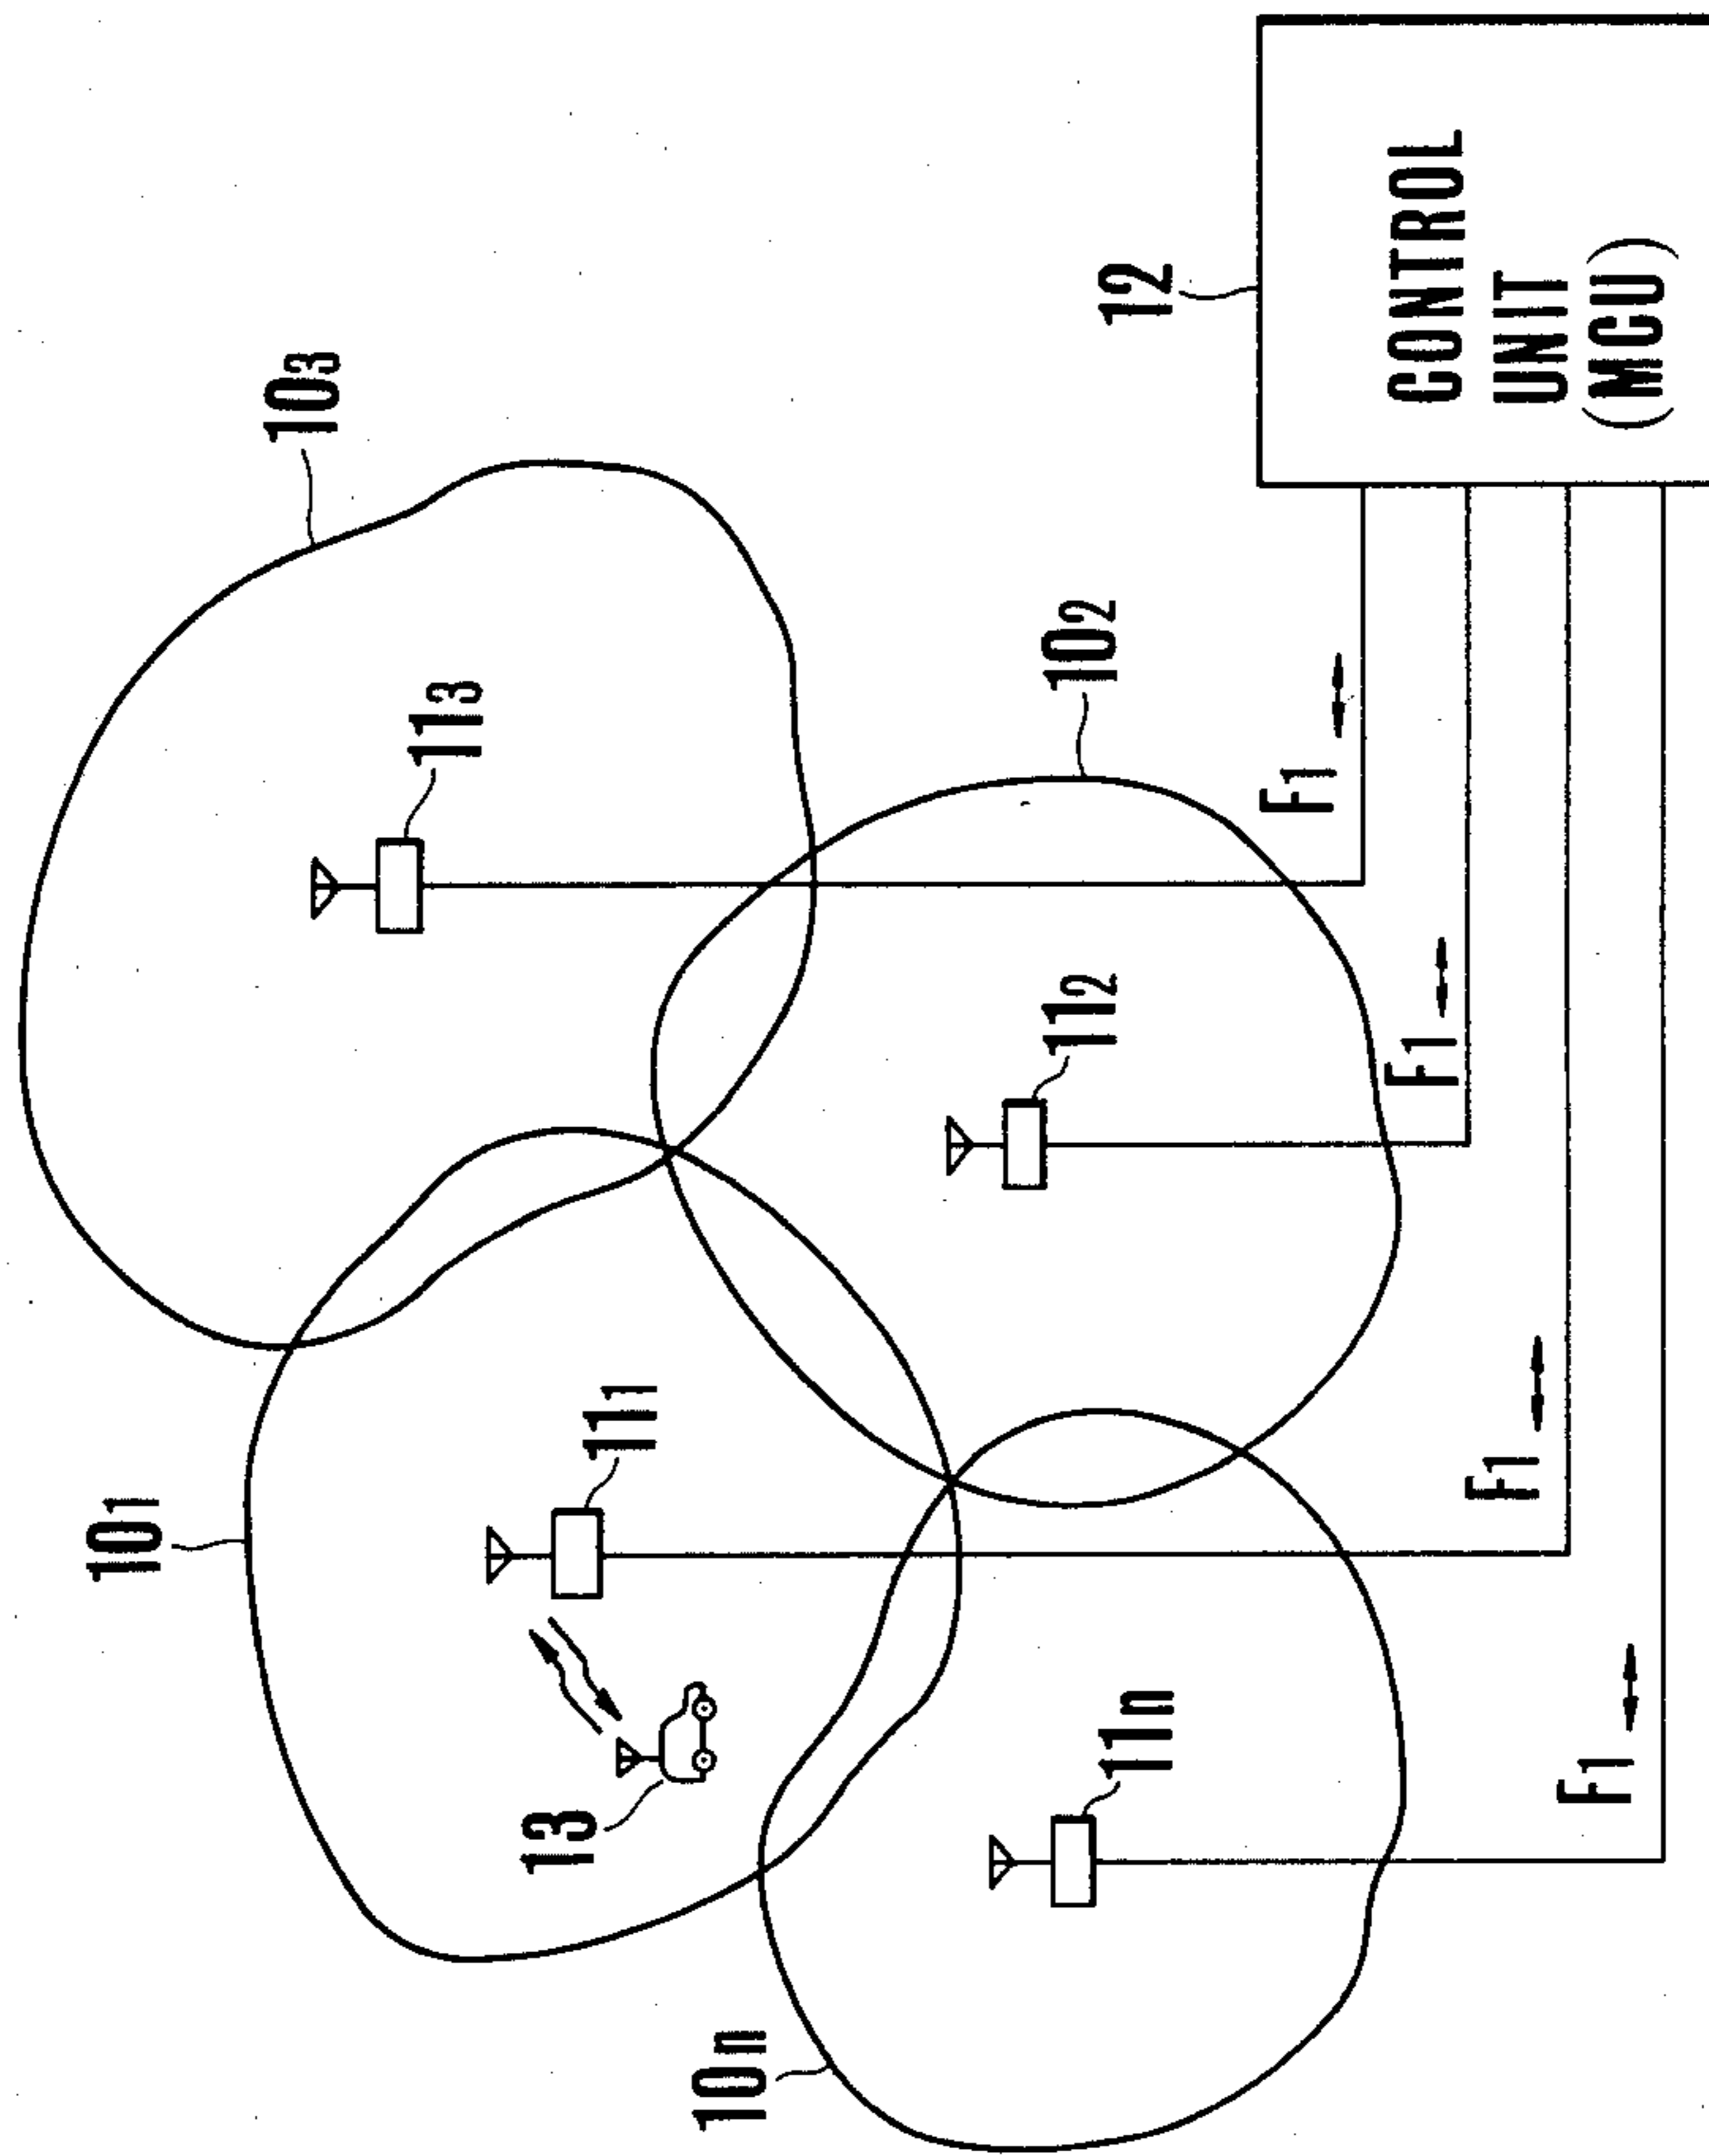 10₁
10₃
11₃
13
11₁
10n
11₂
10₂
11n
12
F1
F1
F1
F1
CONTROL
UNIT
(MCU)